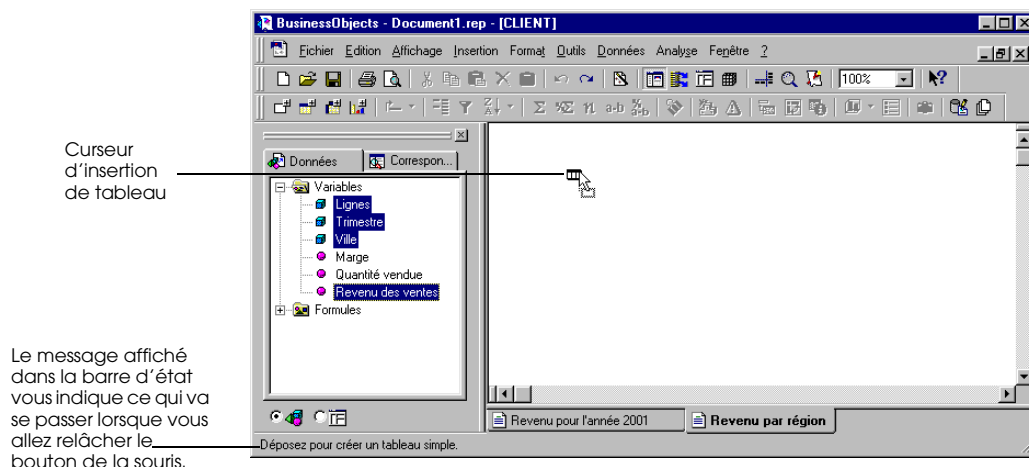 BusinessObjects - Document1.rep - [CLIENT]
Fichier Edition Affichage Insertion Format Outils Données Analyse Fenêtre ?
100%
Curseur
d'insertion
de tableau
Données Correspon...
Variables
Lignes
Trimestre
Ville
Marge
Quantité vendue
Revenu des ventes
Formules
Le message affiché
dans la barre d'état
vous indique ce qui va
se passer lorsque vous
allez relâcher le
bouton de la souris.
Revenu pour l'année 2001 Revenu par région
Déposez pour créer un tableau simple.